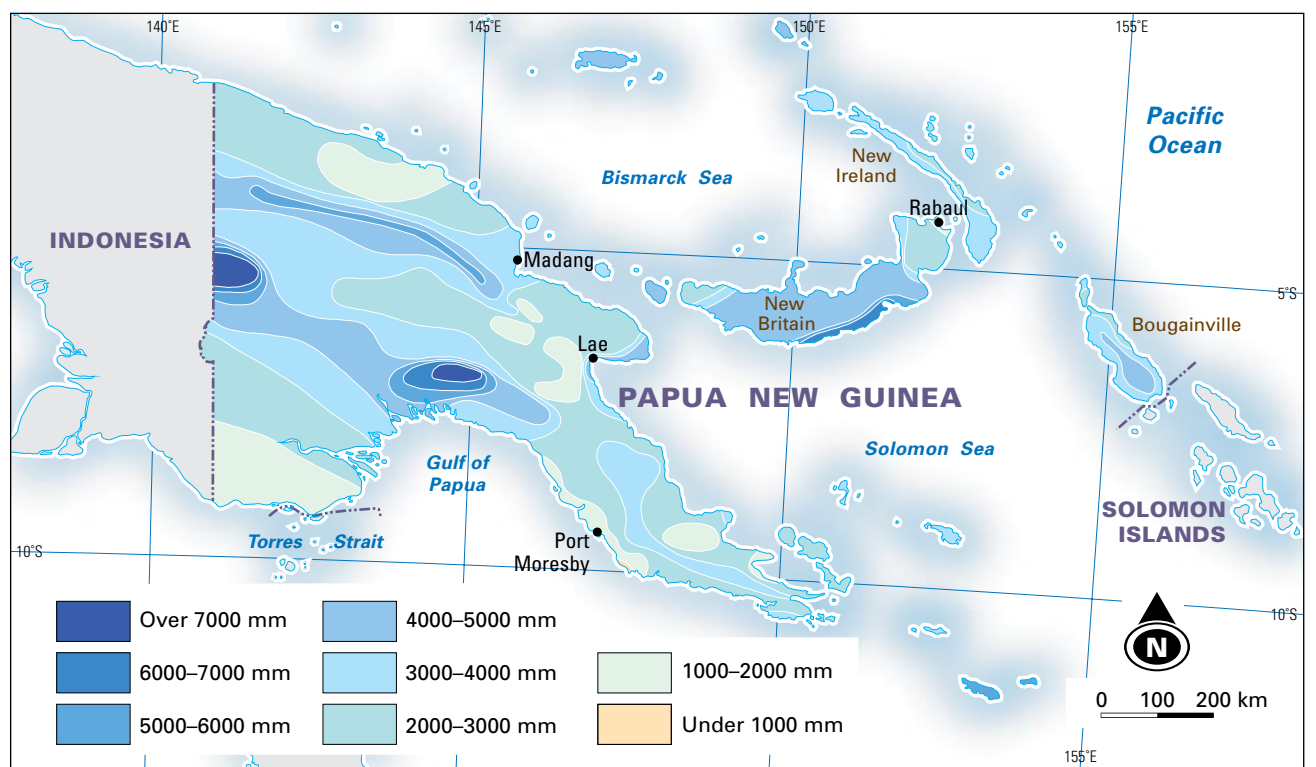 140°E
145°E
150°E
155°E
Pacific
Ocean
New
Ireland
Bismarck Sea
Rabaul
INDONESIA
Madang
5°S
New
Britain
Bougainville
Lae
PAPUA NEW GUINEA
Solomon Sea
Gulf of
Papua
SOLOMON
ISLANDS
Torres Strait
Port
Moresby
10°S
10°S
N
Over 7000 mm
4000–5000 mm
6000–7000 mm
3000–4000 mm
1000–2000 mm
5000–6000 mm
2000–3000 mm
Under 1000 mm
0 100 200 km
155°E